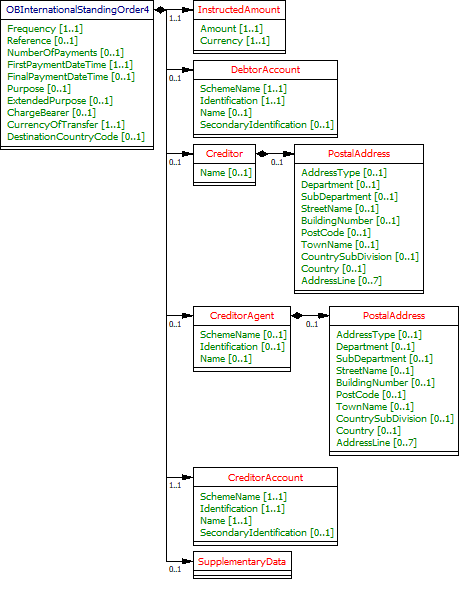 OBInternationalStandingOrder4
Frequency [1..1]
Reference [0..1]
NumberOfPayments [0..1]
FirstPaymentDateTime [1..1]
FinalPaymentDateTime [0..1]
Purpose [0..1]
ExtendedPurpose [0..1]
ChargeBearer [0..1]
CurrencyOfTransfer [1..1]
DestinationCountryCode [0..1]
1..1
InstructedAmount
Amount [1..1]
Currency [1..1]
0..1
DebtorAccount
SchemeName [1..1]
Identification [1..1]
Name [0..1]
SecondaryIdentification [0..1]
0..1
Creditor
Name [0..1]
0..1
PostalAddress
AddressType [0..1]
Department [0..1]
SubDepartment [0..1]
StreetName [0..1]
BuildingNumber [0..1]
PostCode [0..1]
TownName [0..1]
CountrySubDivision [0..1]
Country [0..1]
AddressLine [0..7]
0..1
CreditorAgent
SchemeName [0..1]
Identification [0..1]
Name [0..1]
0..1
PostalAddress
AddressType [0..1]
Department [0..1]
SubDepartment [0..1]
StreetName [0..1]
BuildingNumber [0..1]
PostCode [0..1]
TownName [0..1]
CountrySubDivision [0..1]
Country [0..1]
AddressLine [0..7]
1..1
CreditorAccount
SchemeName [1..1]
Identification [1..1]
Name [1..1]
SecondaryIdentification [0..1]
0..1
SupplementaryData